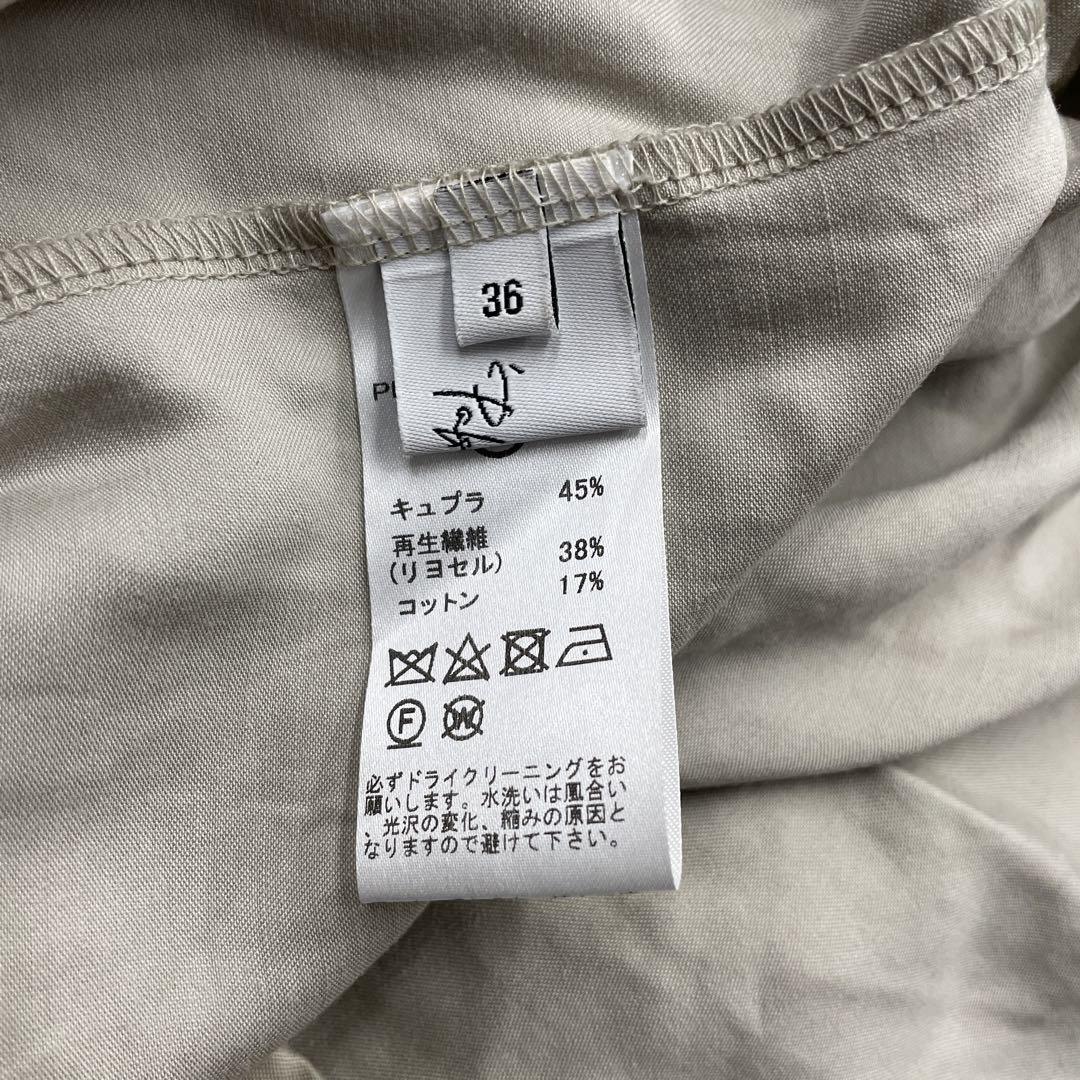 36
キュプラ 45%
再生繊維
(リヨセル) 38%
コットン 17%
F
W
必ずドライクリーニングをお
願いします。水洗いは風合い
、光沢の変化、縮みの原因と
なりますので避けて下さい。